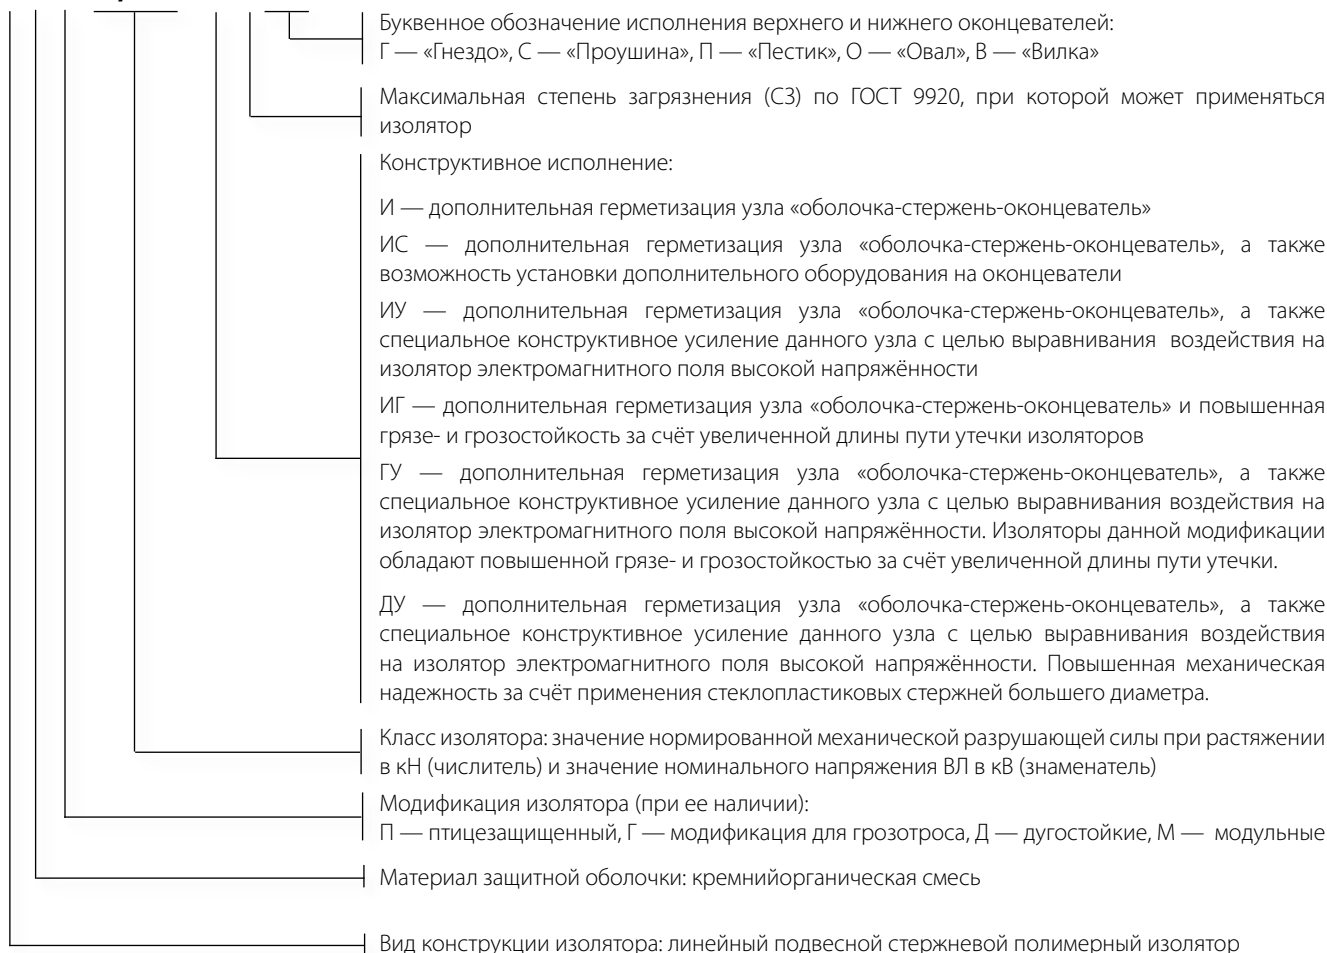 Буквенное обозначение исполнения верхнего и нижнего оконцевателей:
Г — «Гнездо», С — «Проушина», П — «Пестик», О — «Овал», В — «Вилка»
Максимальная степень загрязнения (СЗ) по ГОСТ 9920, при которой может применяться
изолятор
Конструктивное исполнение:
И — дополнительная герметизация узла «оболочка-стержень-оконцеватель»
ИС — дополнительная герметизация узла «оболочка-стержень-оконцеватель», а также
возможность установки дополнительного оборудования на оконцеватели
ИУ — дополнительная герметизация узла «оболочка-стержень-оконцеватель», а также
специальное конструктивное усиление данного узла с целью выравнивания воздействия на
изолятор электромагнитного поля высокой напряжённости
ИГ — дополнительная герметизация узла «оболочка-стержень-оконцеватель» и повышенная
грязе- и грозостойкость за счёт увеличенной длины пути утечки изоляторов
ГУ — дополнительная герметизация узла «оболочка-стержень-оконцеватель», а также
специальное конструктивное усиление данного узла с целью выравнивания воздействия на
изолятор электромагнитного поля высокой напряжённости. Изоляторы данной модификации
обладают повышенной грязе- и грозостойкостью за счёт увеличенной длины пути утечки.
ДУ — дополнительная герметизация узла «оболочка-стержень-оконцеватель», а также
специальное конструктивное усиление данного узла с целью выравнивания воздействия
на изолятор электромагнитного поля высокой напряжённости. Повышенная механическая
надежность за счёт применения стеклопластиковых стержней большего диаметра.
Класс изолятора: значение нормированной механической разрушающей силы при растяжении
в кН (числитель) и значение номинального напряжения ВЛ в кВ (знаменатель)
Модификация изолятора (при ее наличии):
П — птицезащищенный, Г — модификация для грозотроса, Д — дугостойкие, М — модульные
Материал защитной оболочки: кремнийорганическая смесь
Вид конструкции изолятора: линейный подвесной стержневой полимерный изолятор